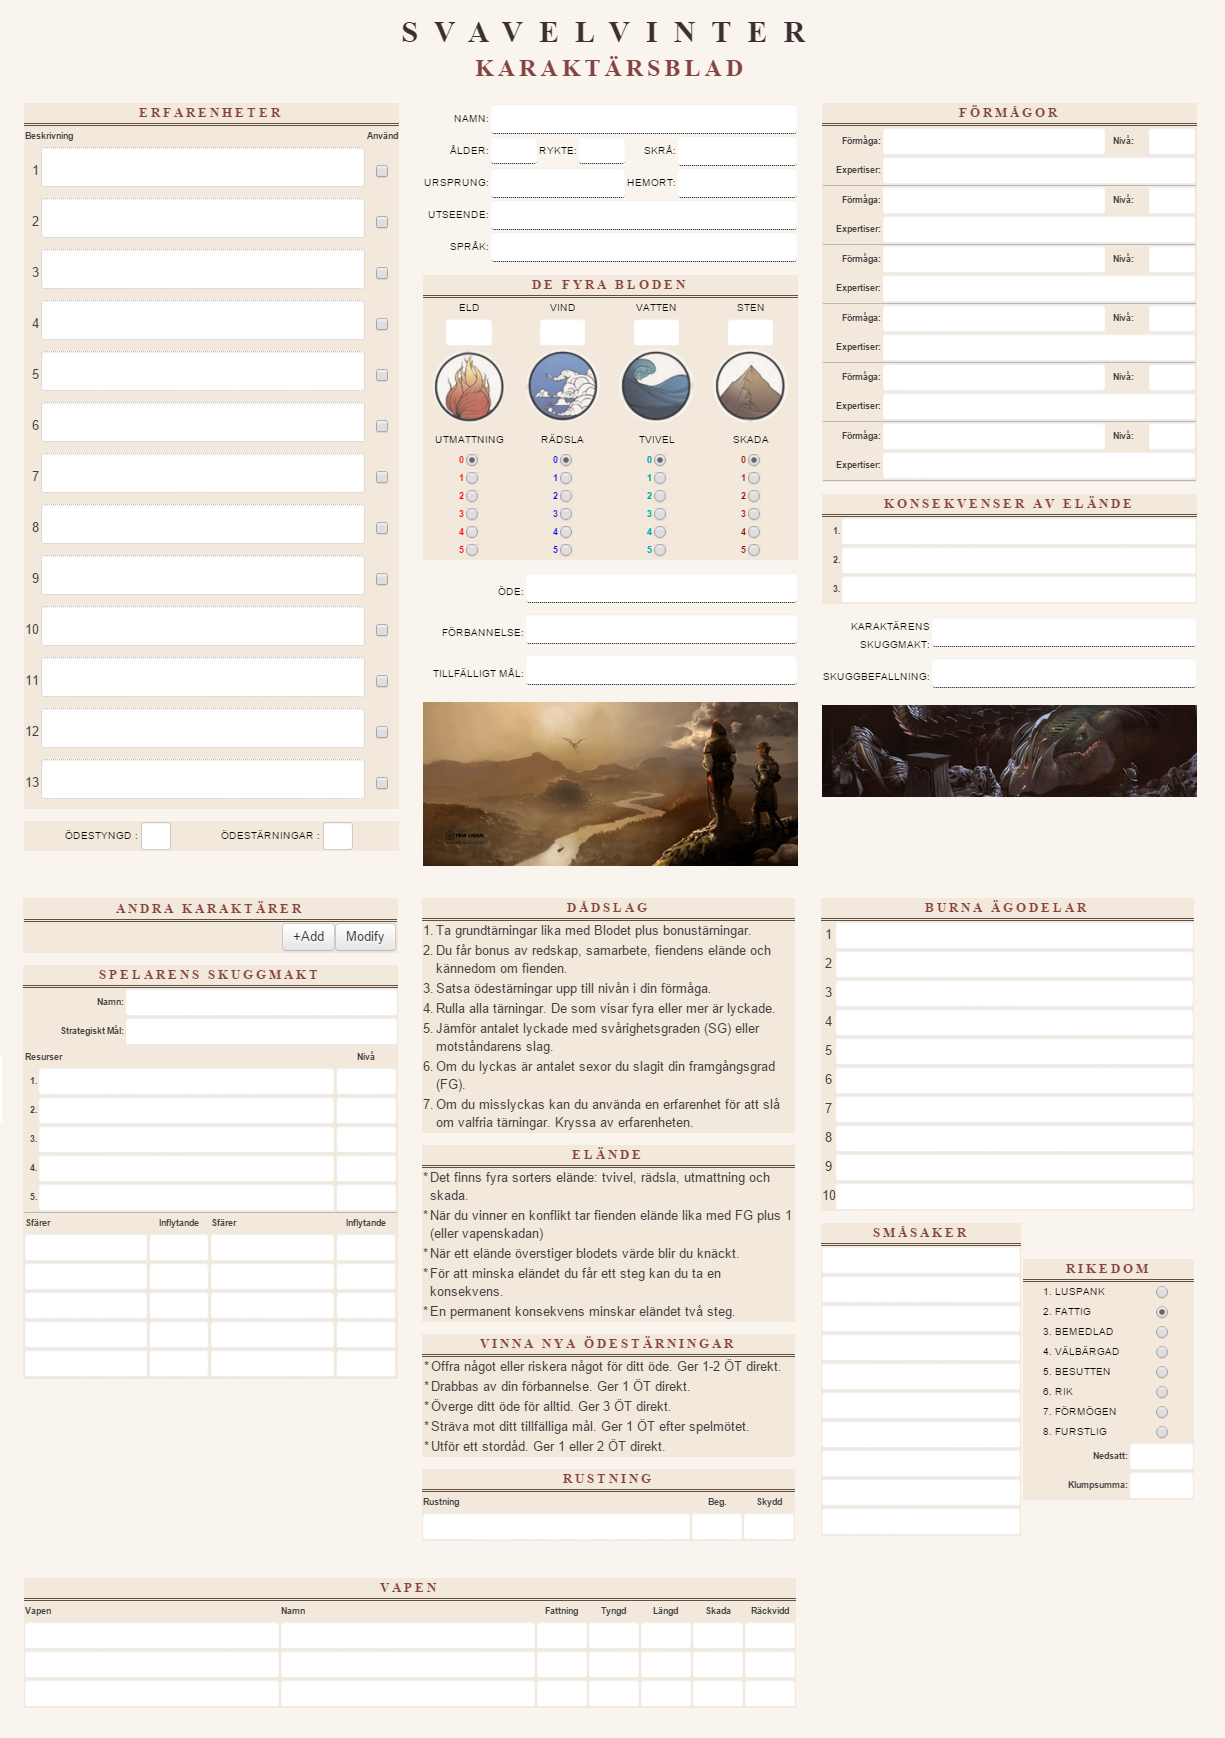 SVAVELVINTER
KARAKTÄRSBLAD
ERFARENHETER
Beskrivning Använd
1
2
3
4
5
6
7
8
9
10
11
12
13
ÖDESTYNGD : ÖDESTÄRNINGAR :
NAMN:
ÅLDER: RYKTE: SKRÅ:
URSPRUNG: HEMORT:
UTSEENDE:
SPRÅK:
DE FYRA BLODEN
ELD VIND VATTEN STEN
UTMATTNING RÄDSLA TVIVEL SKADA
0 0 0 0
1 1 1 1
2 2 2 2
3 3 3 3
4 4 4 4
5 5 5 5
ÖDE:
FÖRBANNELSE:
TILLFÄLLIGT MÅL:
FRIA LIGAN
FÖRMÅGOR
Förmåga: Nivå:
Expertiser:
Förmåga: Nivå:
Expertiser:
Förmåga: Nivå:
Expertiser:
Förmåga: Nivå:
Expertiser:
Förmåga: Nivå:
Expertiser:
Förmåga: Nivå:
Expertiser:
KONSEKVENSER AV ELÄNDE
1.
2.
3.
KARAKTÄRENS
SKUGGMAKT:
SKUGGBEFALLNING:
ANDRA KARAKTÄRER
+Add Modify
SPELARENS SKUGGMAKT
Namn:
Strategiskt Mål:
Resurser Nivå
1.
2.
3.
4.
5.
Sfärer Inflytande Sfärer Inflytande
DÅDSLAG
1. Ta grundtärningar lika med Blodet plus bonustärningar.
2. Du får bonus av redskap, samarbete, fiendens elände och
kännedom om fienden.
3. Satsa ödestärningar upp till nivån i din förmåga.
4. Rulla alla tärningar. De som visar fyra eller mer är lyckade.
5. Jämför antalet lyckade med svårighetsgraden (SG) eller
motståndarens slag.
6. Om du lyckas är antalet sexor du slagit din framgångsgrad
(FG).
7. Om du misslyckas kan du använda en erfarenhet för att slå
om valfria tärningar. Kryssa av erfarenheten.
ELÄNDE
* Det finns fyra sorters elände: tvivel, rädsla, utmattning och
skada.
* När du vinner en konflikt tar fienden elände lika med FG plus 1
(eller vapenskadan)
* När ett elände överstiger blodets värde blir du knäckt.
* För att minska eländet du får ett steg kan du ta en
konsekvens.
* En permanent konsekvens minskar eländet två steg.
VINNA NYA ÖDESTÄRNINGAR
* Offra något eller riskera något för ditt öde. Ger 1-2 ÖT direkt.
* Drabbas av din förbannelse. Ger 1 ÖT direkt.
* Överge ditt öde för alltid. Ger 3 ÖT direkt.
* Sträva mot ditt tillfälliga mål. Ger 1 ÖT efter spelmötet.
* Utför ett stordåd. Ger 1 eller 2 ÖT direkt.
RUSTNING
Rustning Beg. Skydd
BURNA ÄGODELAR
1
2
3
4
5
6
7
8
9
10
SMÅSAKER
RIKEDOM
1. LUSPANK
2. FATTIG
3. BEMEDLAD
4. VÄLBÄRGAD
5. BESUTTEN
6. RIK
7. FÖRMÖGEN
8. FURSTLIG
Nedsatt:
Klumpsumma:
VAPEN
Vapen Namn Fattning Tyngd Längd Skada Räckvidd